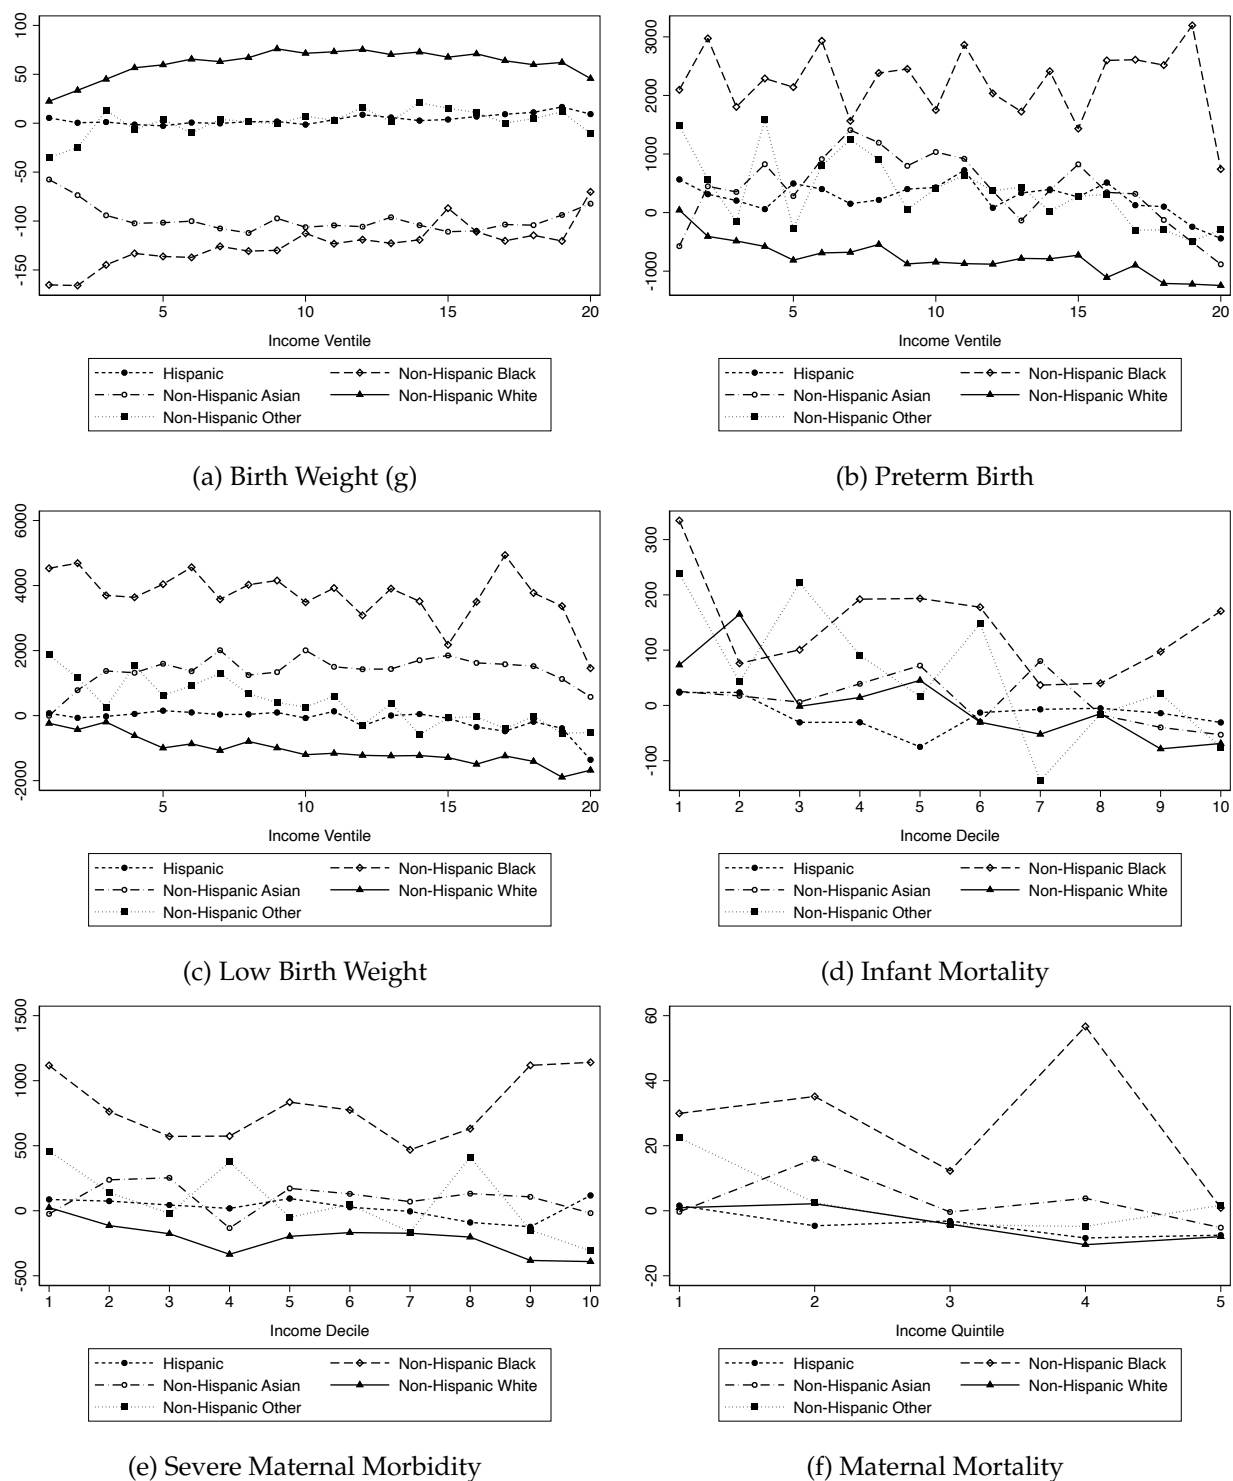 100
50
0
-50
-100
-150
5
10
15
20
Income Ventile
Hispanic
Non-Hispanic Black
Non-Hispanic Asian
Non-Hispanic White
Non-Hispanic Other
(a) Birth Weight (g)
3000
2000
1000
0
-1000
5
10
15
20
Income Ventile
Hispanic
Non-Hispanic Black
Non-Hispanic Asian
Non-Hispanic White
Non-Hispanic Other
(b) Preterm Birth
6000
4000
2000
0
-2000
5
10
15
20
Income Ventile
Hispanic
Non-Hispanic Black
Non-Hispanic Asian
Non-Hispanic White
Non-Hispanic Other
(c) Low Birth Weight
300
200
100
0
-100
1
2
3
4
5
6
7
8
9
10
Income Decile
Hispanic
Non-Hispanic Black
Non-Hispanic Asian
Non-Hispanic White
Non-Hispanic Other
(d) Infant Mortality
1500
1000
500
0
-500
1
2
3
4
5
6
7
8
9
10
Income Decile
Hispanic
Non-Hispanic Black
Non-Hispanic Asian
Non-Hispanic White
Non-Hispanic Other
(e) Severe Maternal Morbidity
60
40
20
0
-20
1
2
3
4
5
Income Quintile
Hispanic
Non-Hispanic Black
Non-Hispanic Asian
Non-Hispanic White
Non-Hispanic Other
(f) Maternal Mortality